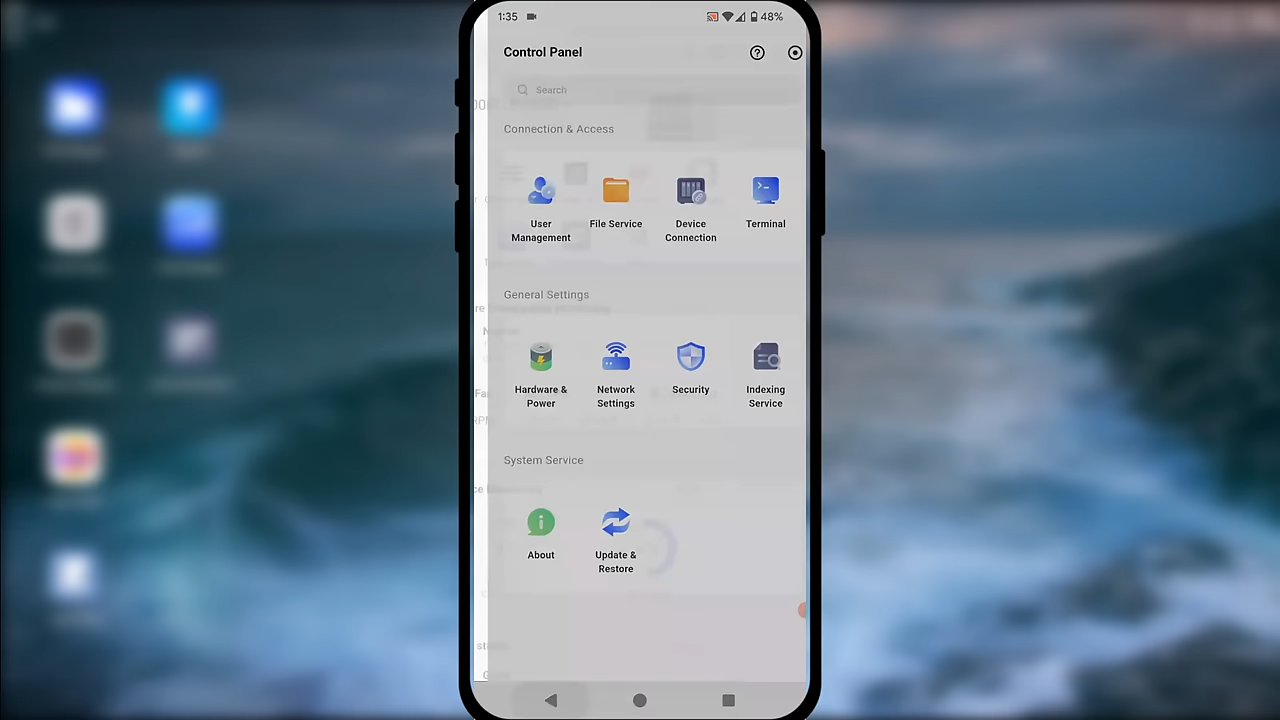 1:35
48%
Control Panel
Search
Connection & Access
User Management
File Service
Device Connection
Terminal
General Settings
Hardware & Power
Network Settings
Security
Indexing Service
System Service
About
Update & Restore